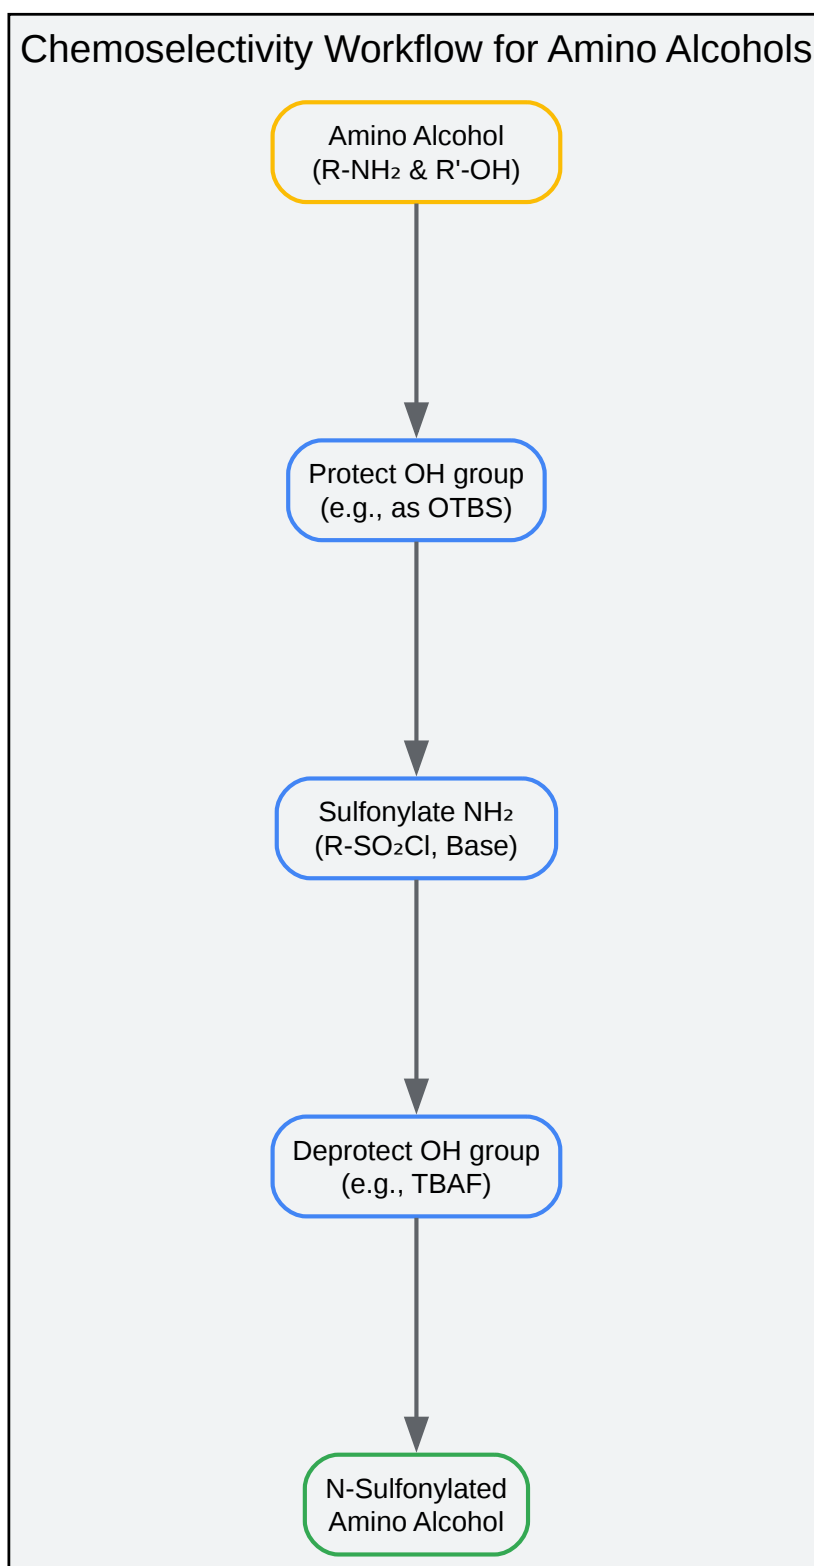 Chemoselectivity Workflow for Amino Alcohols
Amino Alcohol
(R-NH₂ & R'-OH)
Protect OH group
(e.g., as OTBS)
Sulfonylate NH₂
(R-SO₂Cl, Base)
Deprotect OH group
(e.g., TBAF)
N-Sulfonylated
Amino Alcohol